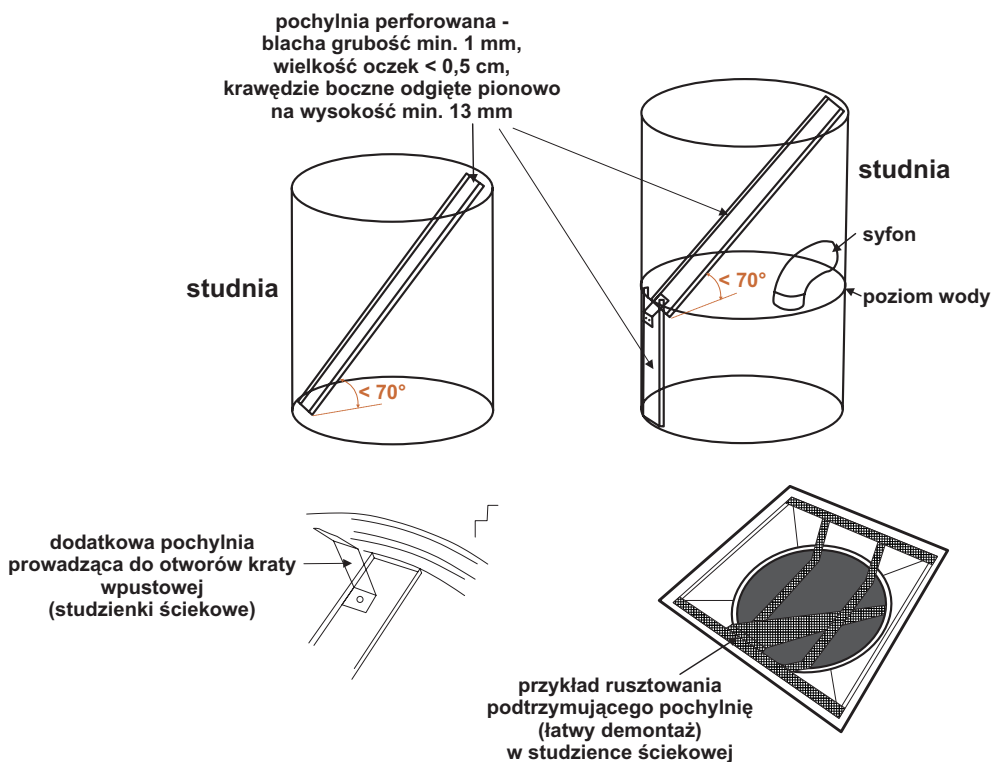 pochylnia perforowana -
blacha grubość min. 1 mm,
wielkość oczek < 0,5 cm,
krawędzie boczne odgięte pionowo
na wysokość min. 13 mm
studnia
< 70°
studnia
syfon
< 70°
poziom wody
dodatkowa pochylnia
prowadząca do otworów kraty
wpustowej
(studzienki ściekowe)
przykład rusztowania
podtrzymującego pochylnię
(łatwy demontaż)
w studzience ściekowej